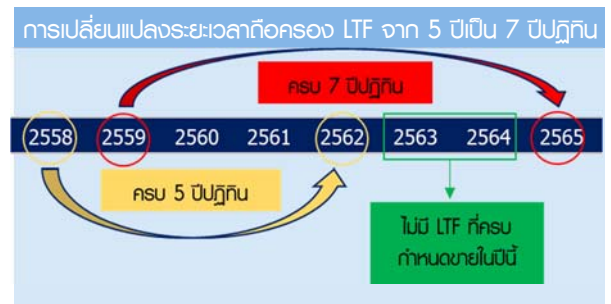 การเปลี่ยนแปลงระยะเวลาถือครอง LTF จาก 5 ปีเป็น 7 ปีปฏิทิน
ครบ 7 ปีปฏิทิน
2558 2559 2560 2561 2562 2563 2564 2565
ครบ 5 ปีปฏิทิน
ไม่มี LTF ที่ครบ
กำหนดขายในปีนี้